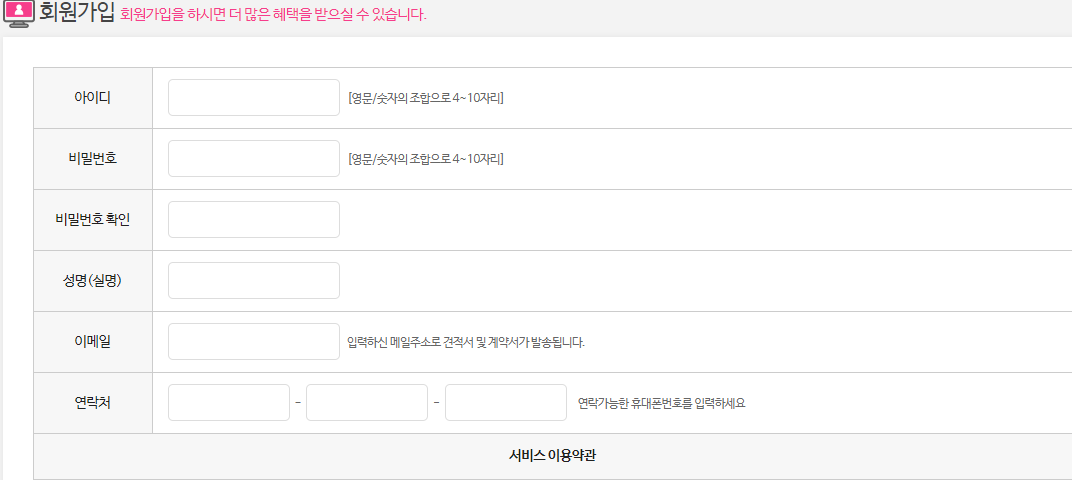 회원가입 회원가입을 하시면 더 많은 혜택을 받으실 수 있습니다.
아이디 [영문/숫자의 조합으로 4~10자리]
비밀번호 [영문/숫자의 조합으로 4~10자리]
비밀번호 확인
성명(실명)
이메일 입력하신 메일주소로 견적서 및 계약서가 발송됩니다.
연락처 - - 연락가능한 휴대폰번호를 입력하세요
서비스 이용약관